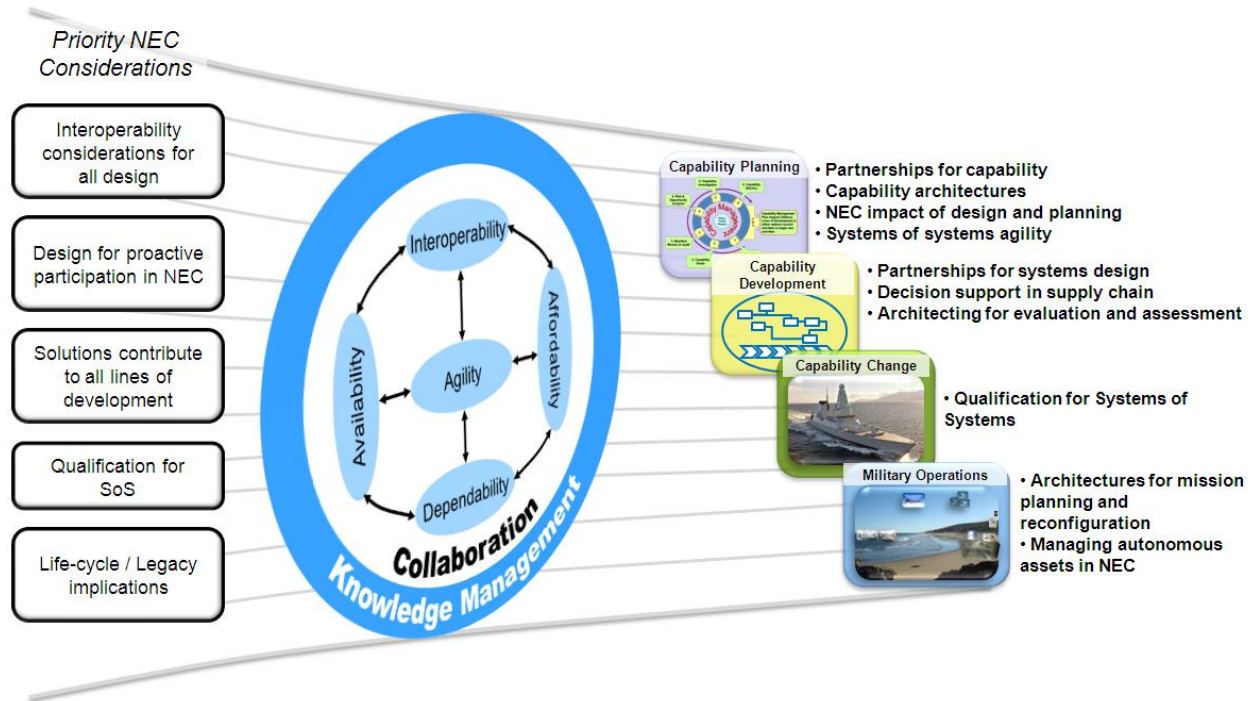 Priority NEC
Considerations
Interoperability
considerations for
all design
Design for proactive
participation in NEC
Solutions contribute
to all lines of
development
Qualification for
SoS
Life-cycle / Legacy
implications
Interoperability
Availability
Agility
Affordability
Dependability
Collaboration
Knowledge Management
Capability Planning
Capability Management
• Partnerships for capability
• Capability architectures
• NEC impact of design and planning
• Systems of systems agility
Capability
Development
• Partnerships for systems design
• Decision support in supply chain
• Architecting for evaluation and assessment
Capability Change
• Qualification for Systems of
Systems
Military Operations
• Architectures for mission
planning and
reconfiguration
• Managing autonomous
assets in NEC